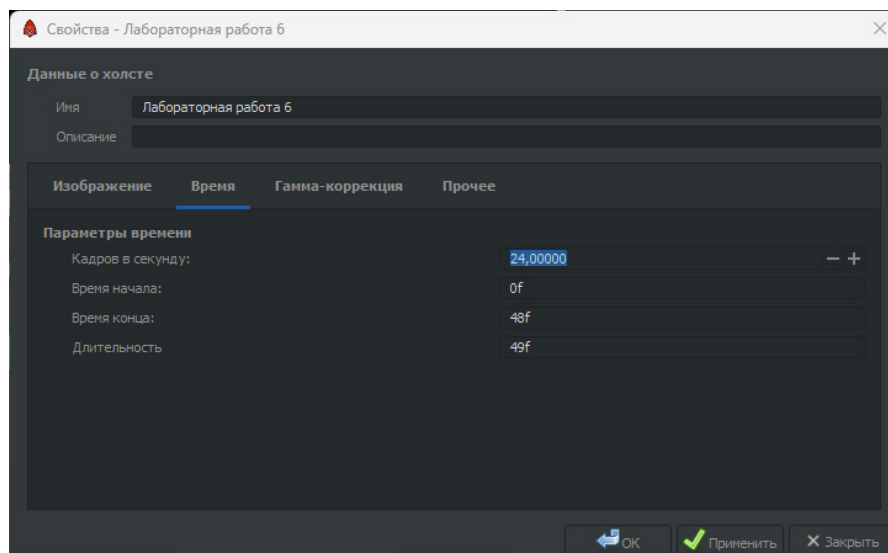 Свойства - Лабораторная работа 6
Данные о холсте
Имя Лабораторная работа 6
Описание
Изображение Время Гамма-коррекция Прочее
Параметры времени
Кадров в секунду: 24,00000
Время начала: 0f
Время конца: 48f
Длительность 49f
ОК Применить Закрыть